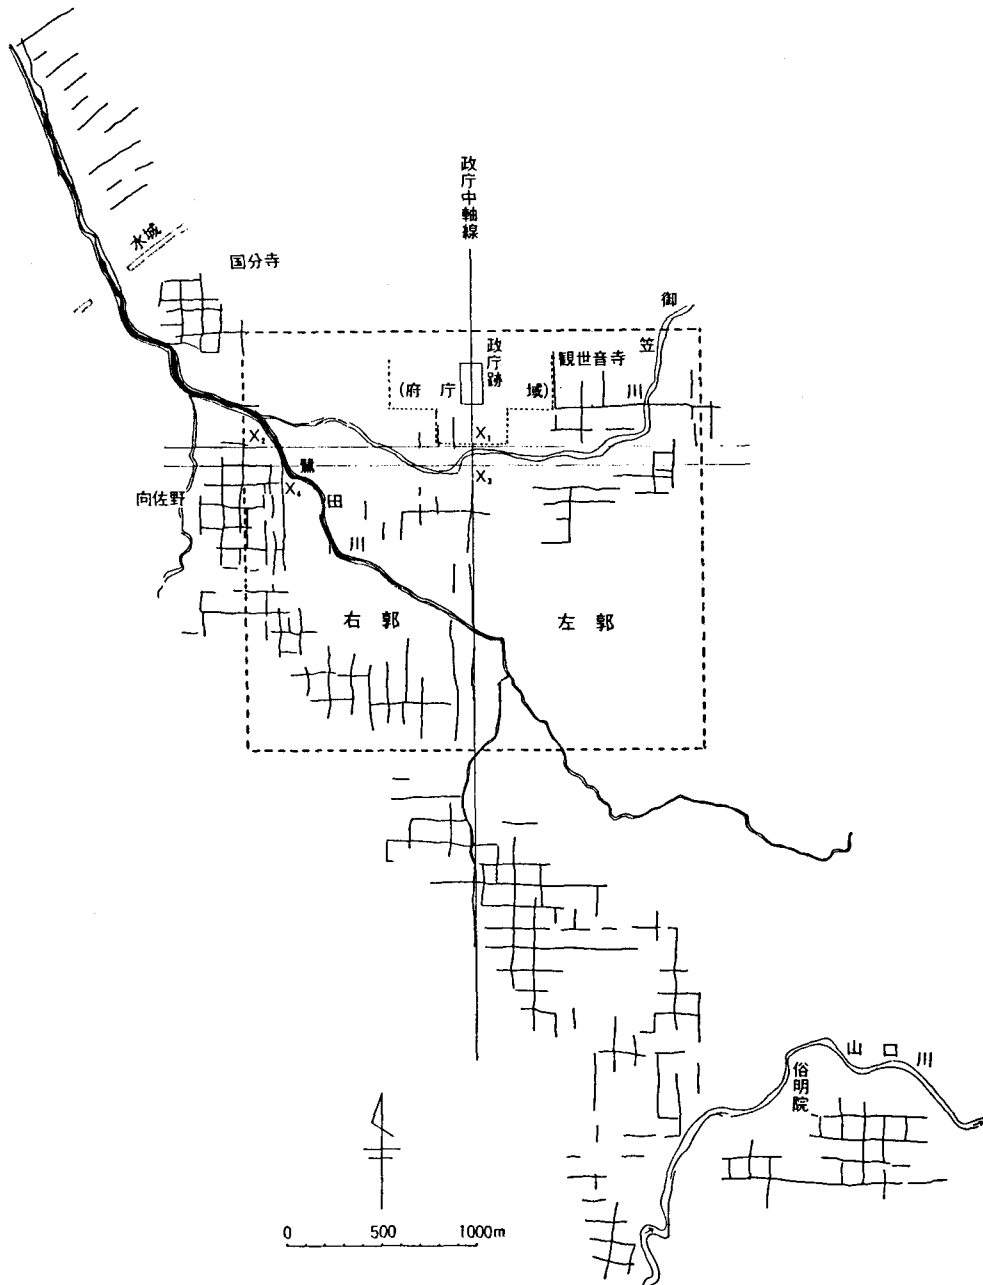 政庁中軸線
水城
国分寺
御笠川
政庁跡
観世音寺
(府庁域)
X₁
X₂
X₃
X₄
鷺田川
向佐野
右郭
左郭
山口川
俗明院
0 500 1000m